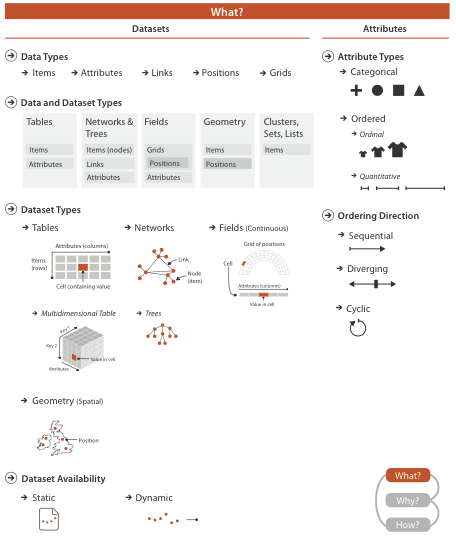 What?
Datasets
Attributes
Data Types
Items
Attributes
Links
Positions
Grids
Data and Dataset Types
Tables
Items
Attributes
Networks &
Trees
Items (nodes)
Links
Attributes
Fields
Grids
Positions
Attributes
Geometry
Items
Positions
Clusters,
Sets, Lists
Items
Dataset Types
Tables
Attributes (columns)
Items
(rows)
Cell containing value
Networks
Link
Node
(item)
Fields (Continuous)
Grid of positions
Cell
Attributes (columns)
Value in cell
Multidimensional Table
Key 1
Key 2
Value in cell
Attributes
Trees
Geometry (Spatial)
Position
Dataset Availability
Static
Dynamic
Attribute Types
Categorical
Ordered
Ordinal
Quantitative
Ordering Direction
Sequential
Diverging
Cyclic
What?
Why?
How?